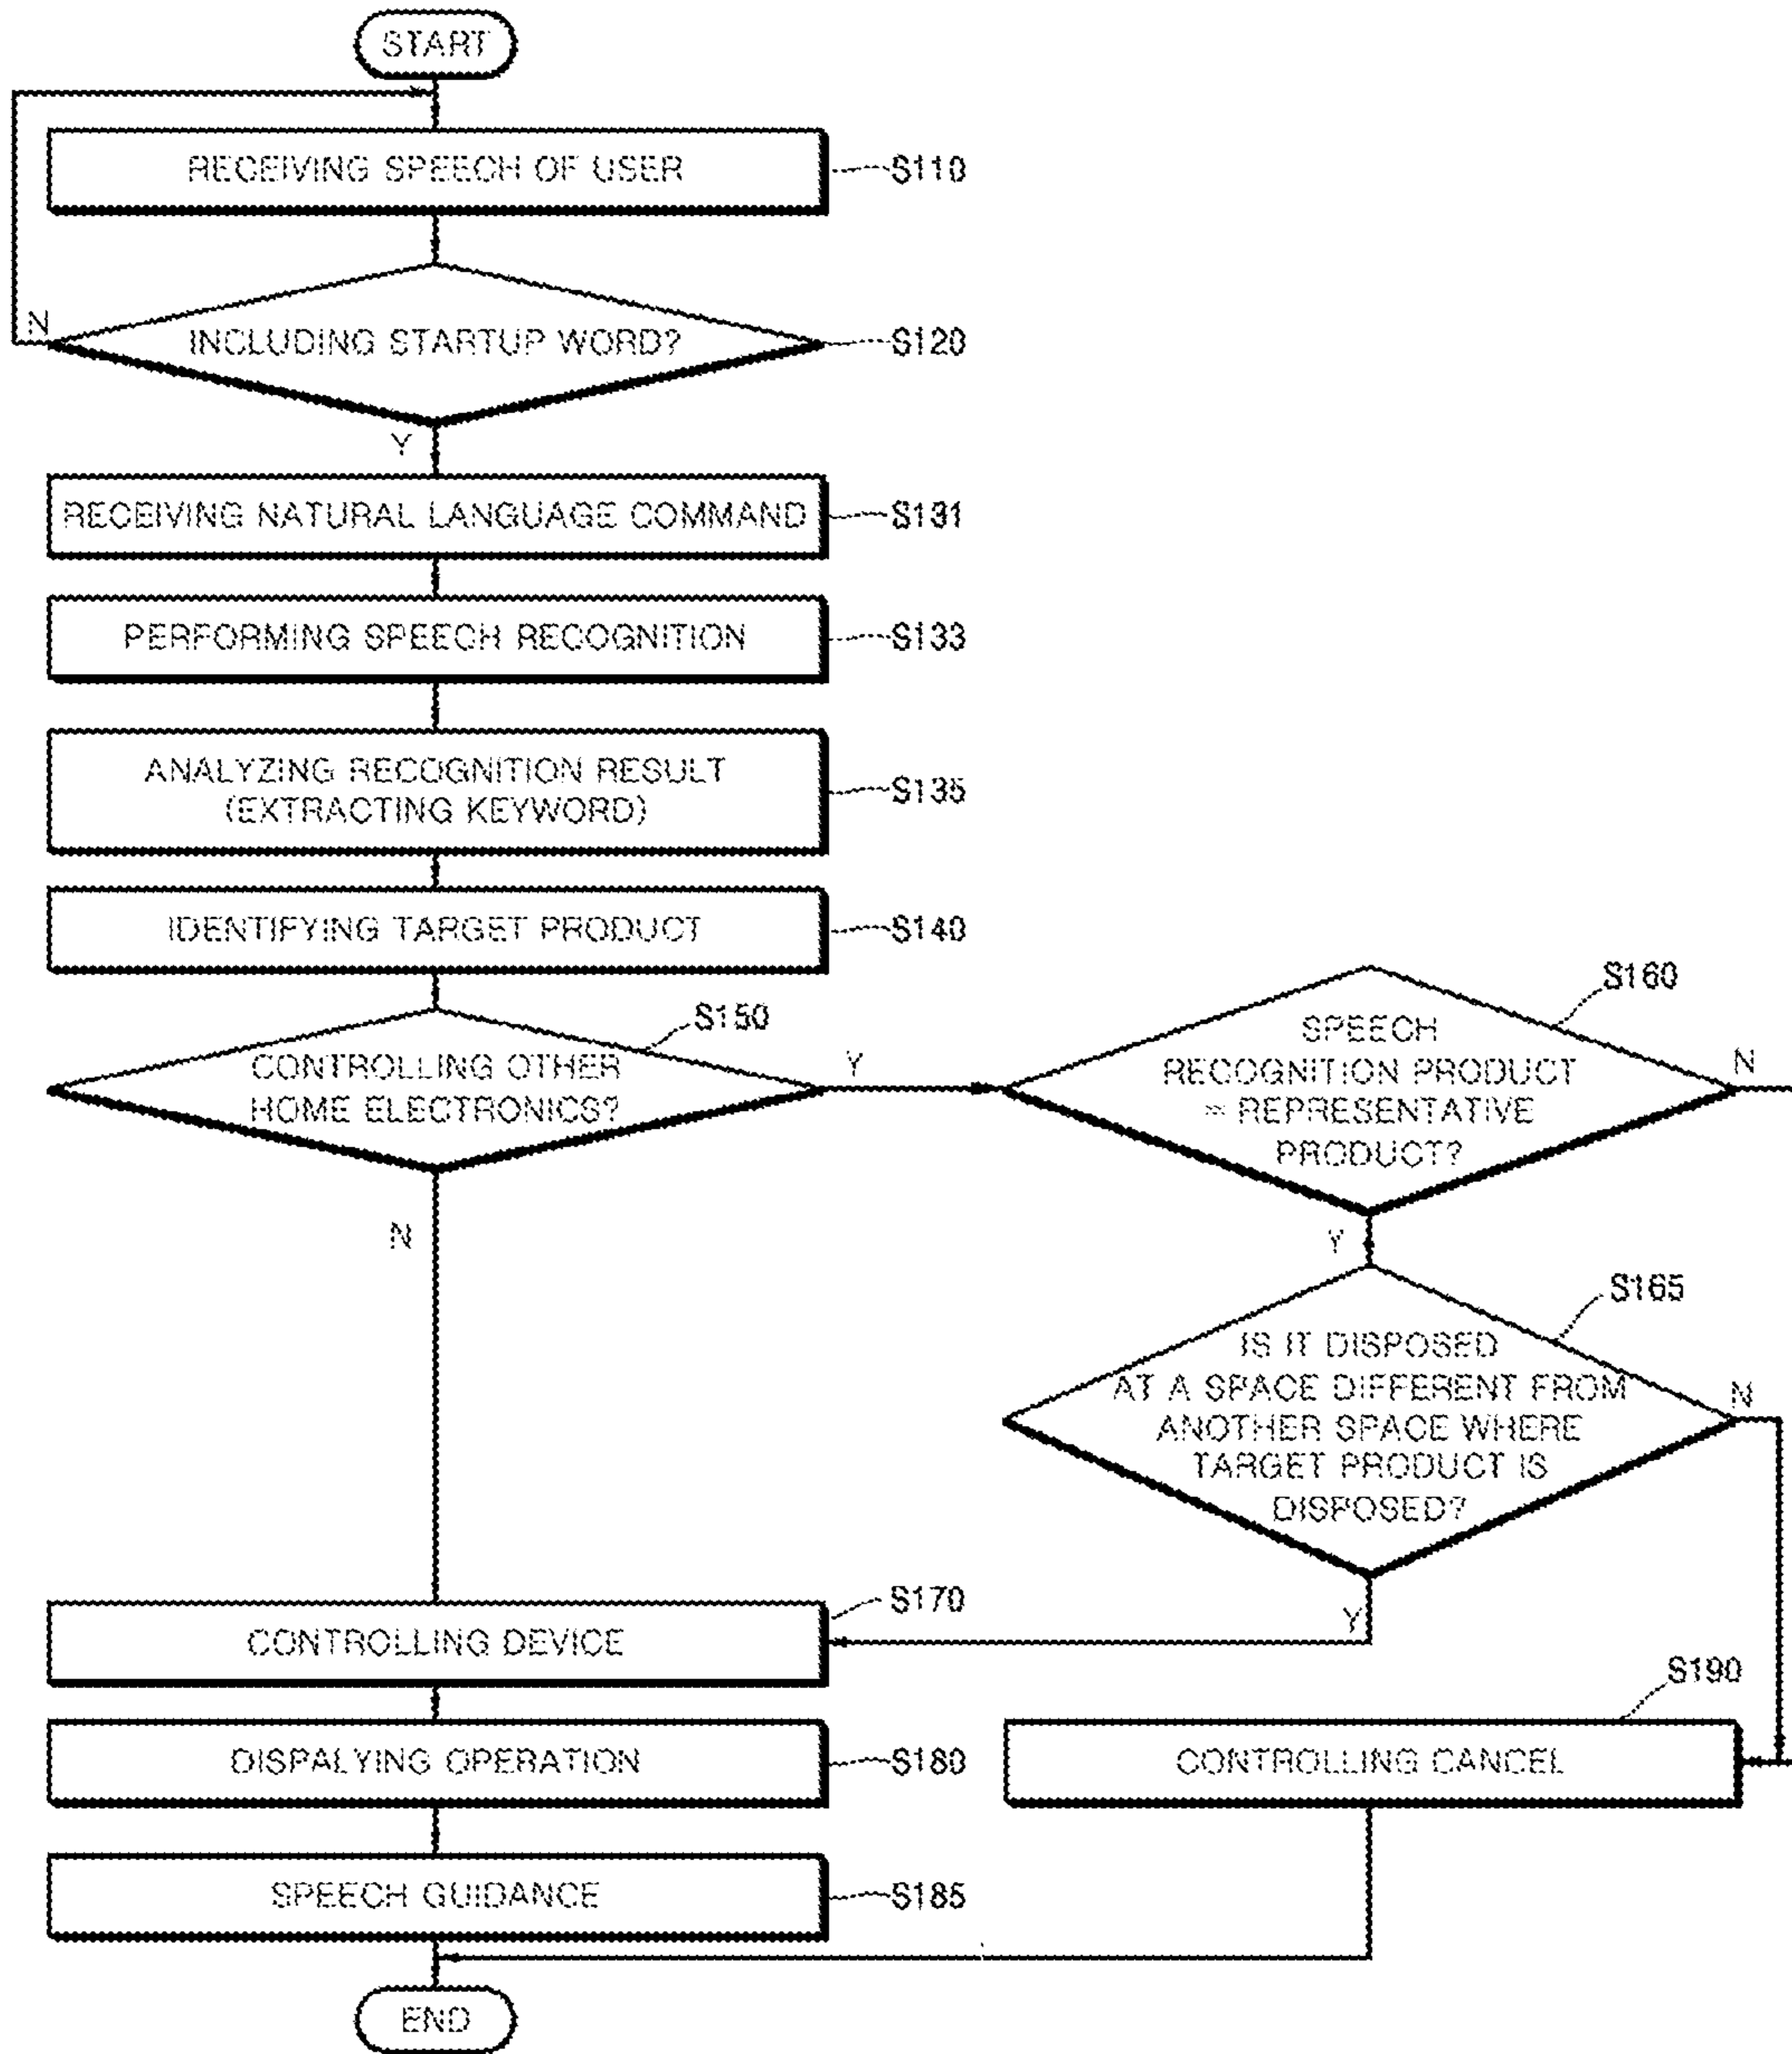 START
RECEIVING SPEECH OF USER
S110
N
INCLUDING STARTUP WORD?
S120
Y
RECEIVING NATURAL LANGUAGE COMMAND
S131
PERFORMING SPEECH RECOGNITION
S133
ANALYZING RECOGNITION RESULT
(EXTRACTING KEYWORD)
S135
IDENTIFYING TARGET PRODUCT
S140
S150
CONTROLLING OTHER
HOME ELECTRONICS?
Y
N
S160
SPEECH
RECOGNITION PRODUCT
= REPRESENTATIVE
PRODUCT?
N
Y
S165
IS IT DISPOSED
AT A SPACE DIFFERENT FROM
ANOTHER SPACE WHERE
TARGET PRODUCT IS
DISPOSED?
N
Y
S170
CONTROLLING DEVICE
DISPALYING OPERATION
S180
S190
CONTROLLING CANCEL
SPEECH GUIDANCE
S185
END